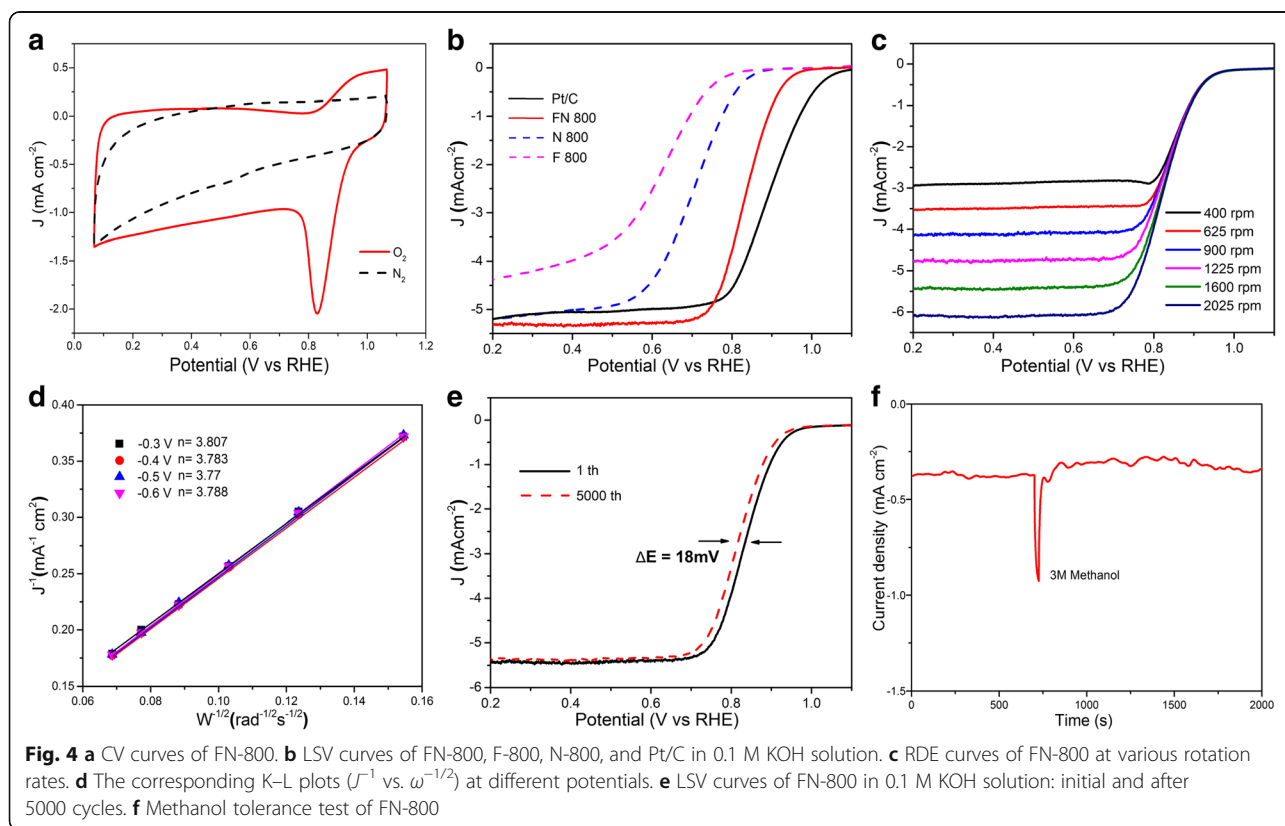 a
J (mA cm-2)
0.5
0.0
-0.5
-1.0
-1.5
-2.0
O2
N2
0.0 0.2 0.4 0.6 0.8 1.0 1.2
Potential (V vs RHE)
b
J (mAcm-2)
0
-1
-2
-3
-4
-5
Pt/C
FN 800
N 800
F 800
0.2 0.4 0.6 0.8 1.0
Potential (V vs RHE)
c
J (mAcm-2)
0
-1
-2
-3
-4
-5
-6
400 rpm
625 rpm
900 rpm
1225 rpm
1600 rpm
2025 rpm
0.2 0.4 0.6 0.8 1.0
Potential (V vs RHE)
d
J-1(mA-1 cm2)
0.40
0.35
0.30
0.25
0.20
0.15
-0.3 V n= 3.807
-0.4 V n= 3.783
-0.5 V n= 3.77
-0.6 V n= 3.788
0.06 0.08 0.10 0.12 0.14 0.16
W-1/2(rad-1/2s-1/2)
e
J (mAcm-2)
0
-1
-2
-3
-4
-5
-6
1 th
5000 th
ΔE = 18mV
0.2 0.4 0.6 0.8 1.0
Potential (V vs RHE)
f
Current density (mA cm-2)
0.0
-0.5
-1.0
-1.5
3M Methanol
0 500 1000 1500 2000
Time (s)
Fig. 4 a CV curves of FN-800. b LSV curves of FN-800, F-800, N-800, and Pt/C in 0.1 M KOH solution. c RDE curves of FN-800 at various rotation
rates. d The corresponding K–L plots (J−1 vs. ω−1/2) at different potentials. e LSV curves of FN-800 in 0.1 M KOH solution: initial and after
5000 cycles. f Methanol tolerance test of FN-800